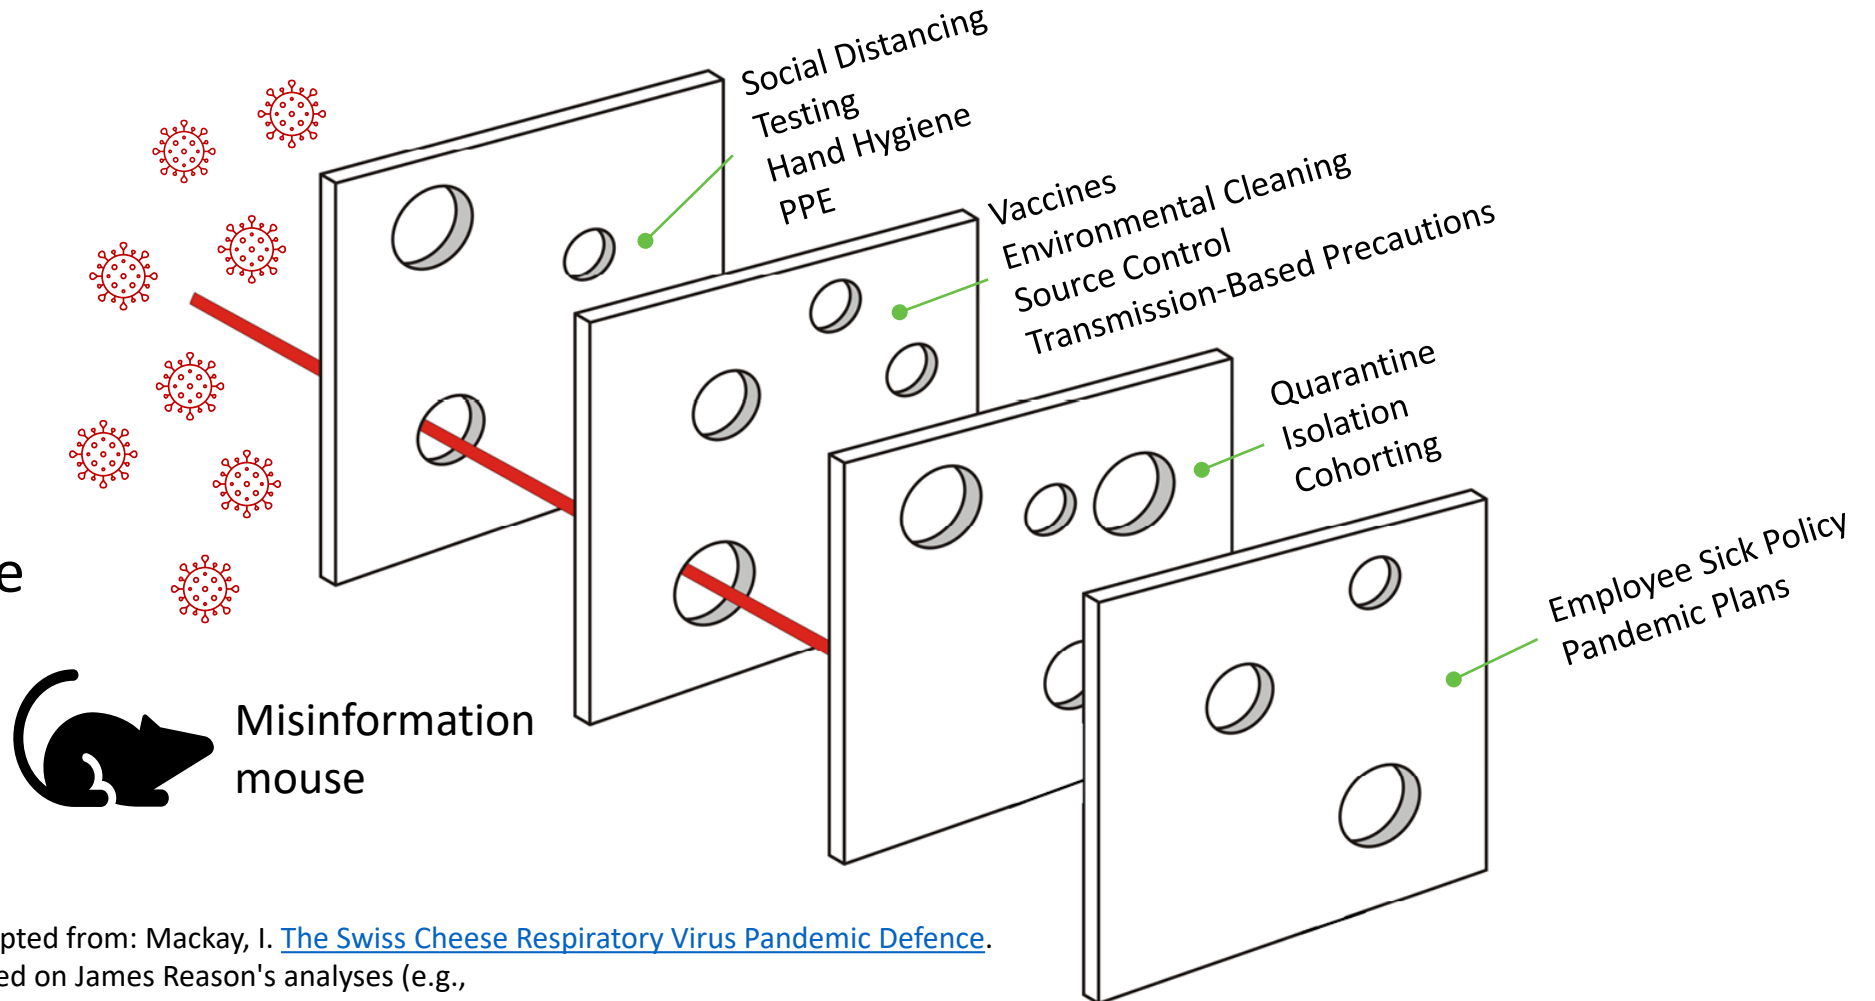 Social Distancing
Testing
Hand Hygiene
PPE
Vaccines
Environmental Cleaning
Source Control
Transmission-Based Precautions
Quarantine
Isolation
Cohorting
Employee Sick Policy
Pandemic Plans
e
Misinformation
mouse
pted from: Mackay, I. The Swiss Cheese Respiratory Virus Pandemic Defence.
ed on James Reason's analyses (e.g.,